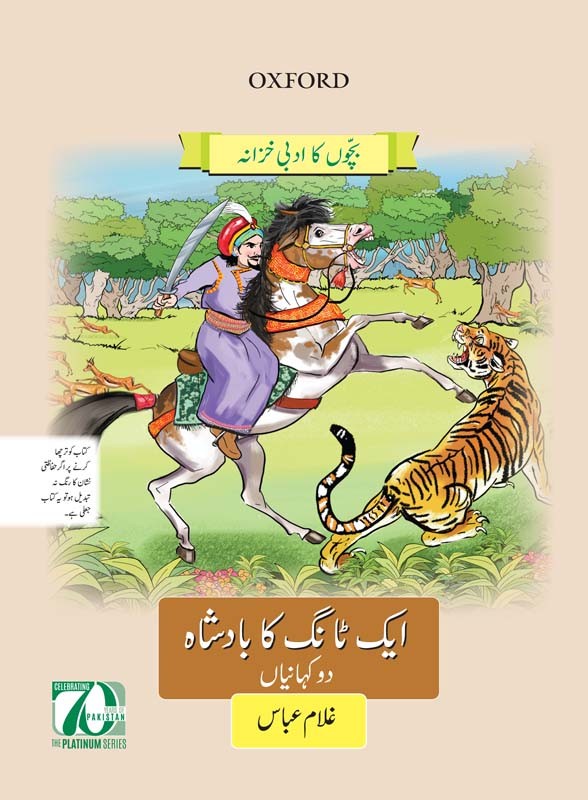 OXFORD
بچّوں کا ادبی خزانہ
کتاب کو ترچھا
کرنے پر اگر حفاظتی
نشان کا رنگ نہ
تبدیل ہو تو یہ کتاب
جعلی ہے۔
ایک ٹانگ کا بادشاہ
دو کہانیاں
غلام عباس
CELEBRATING
70
YEARS OF
PAKISTAN
THE PLATINUM SERIES